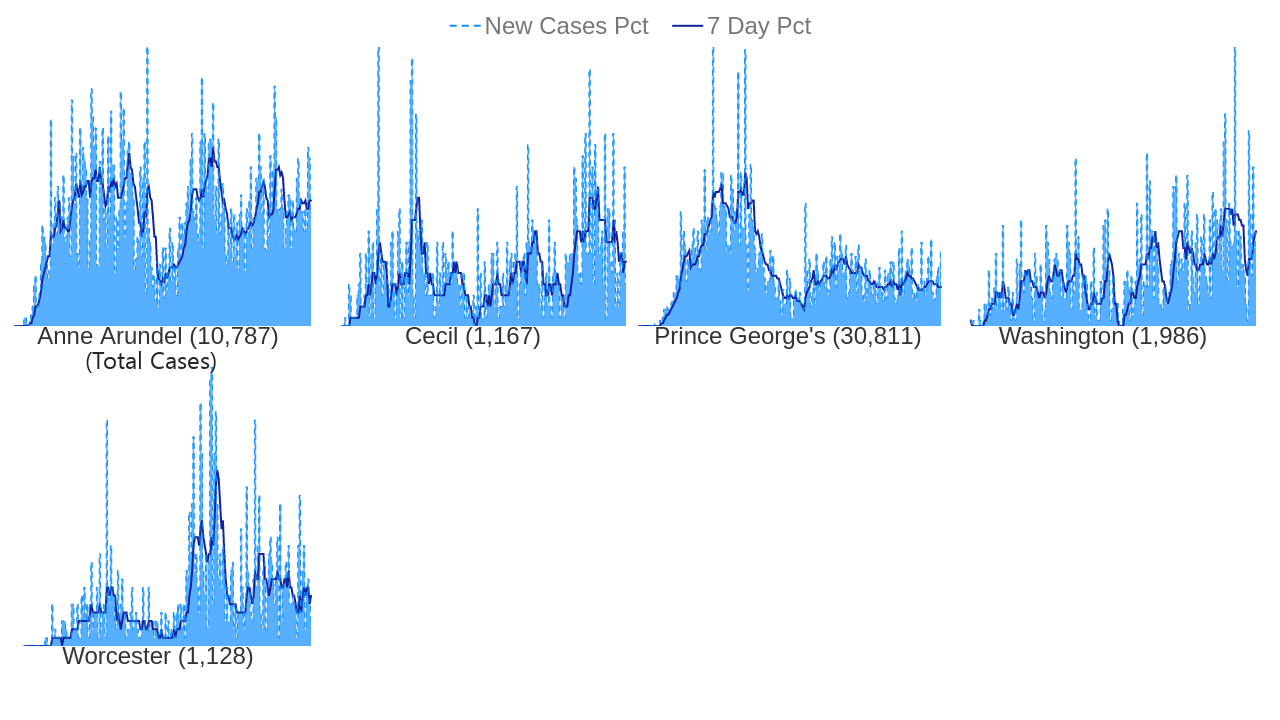 New Cases Pct 7 Day Pct
Anne Arundel (10,787)
(Total Cases)
Cecil (1,167)
Prince George's (30,811)
Washington (1,986)
Worcester (1,128)